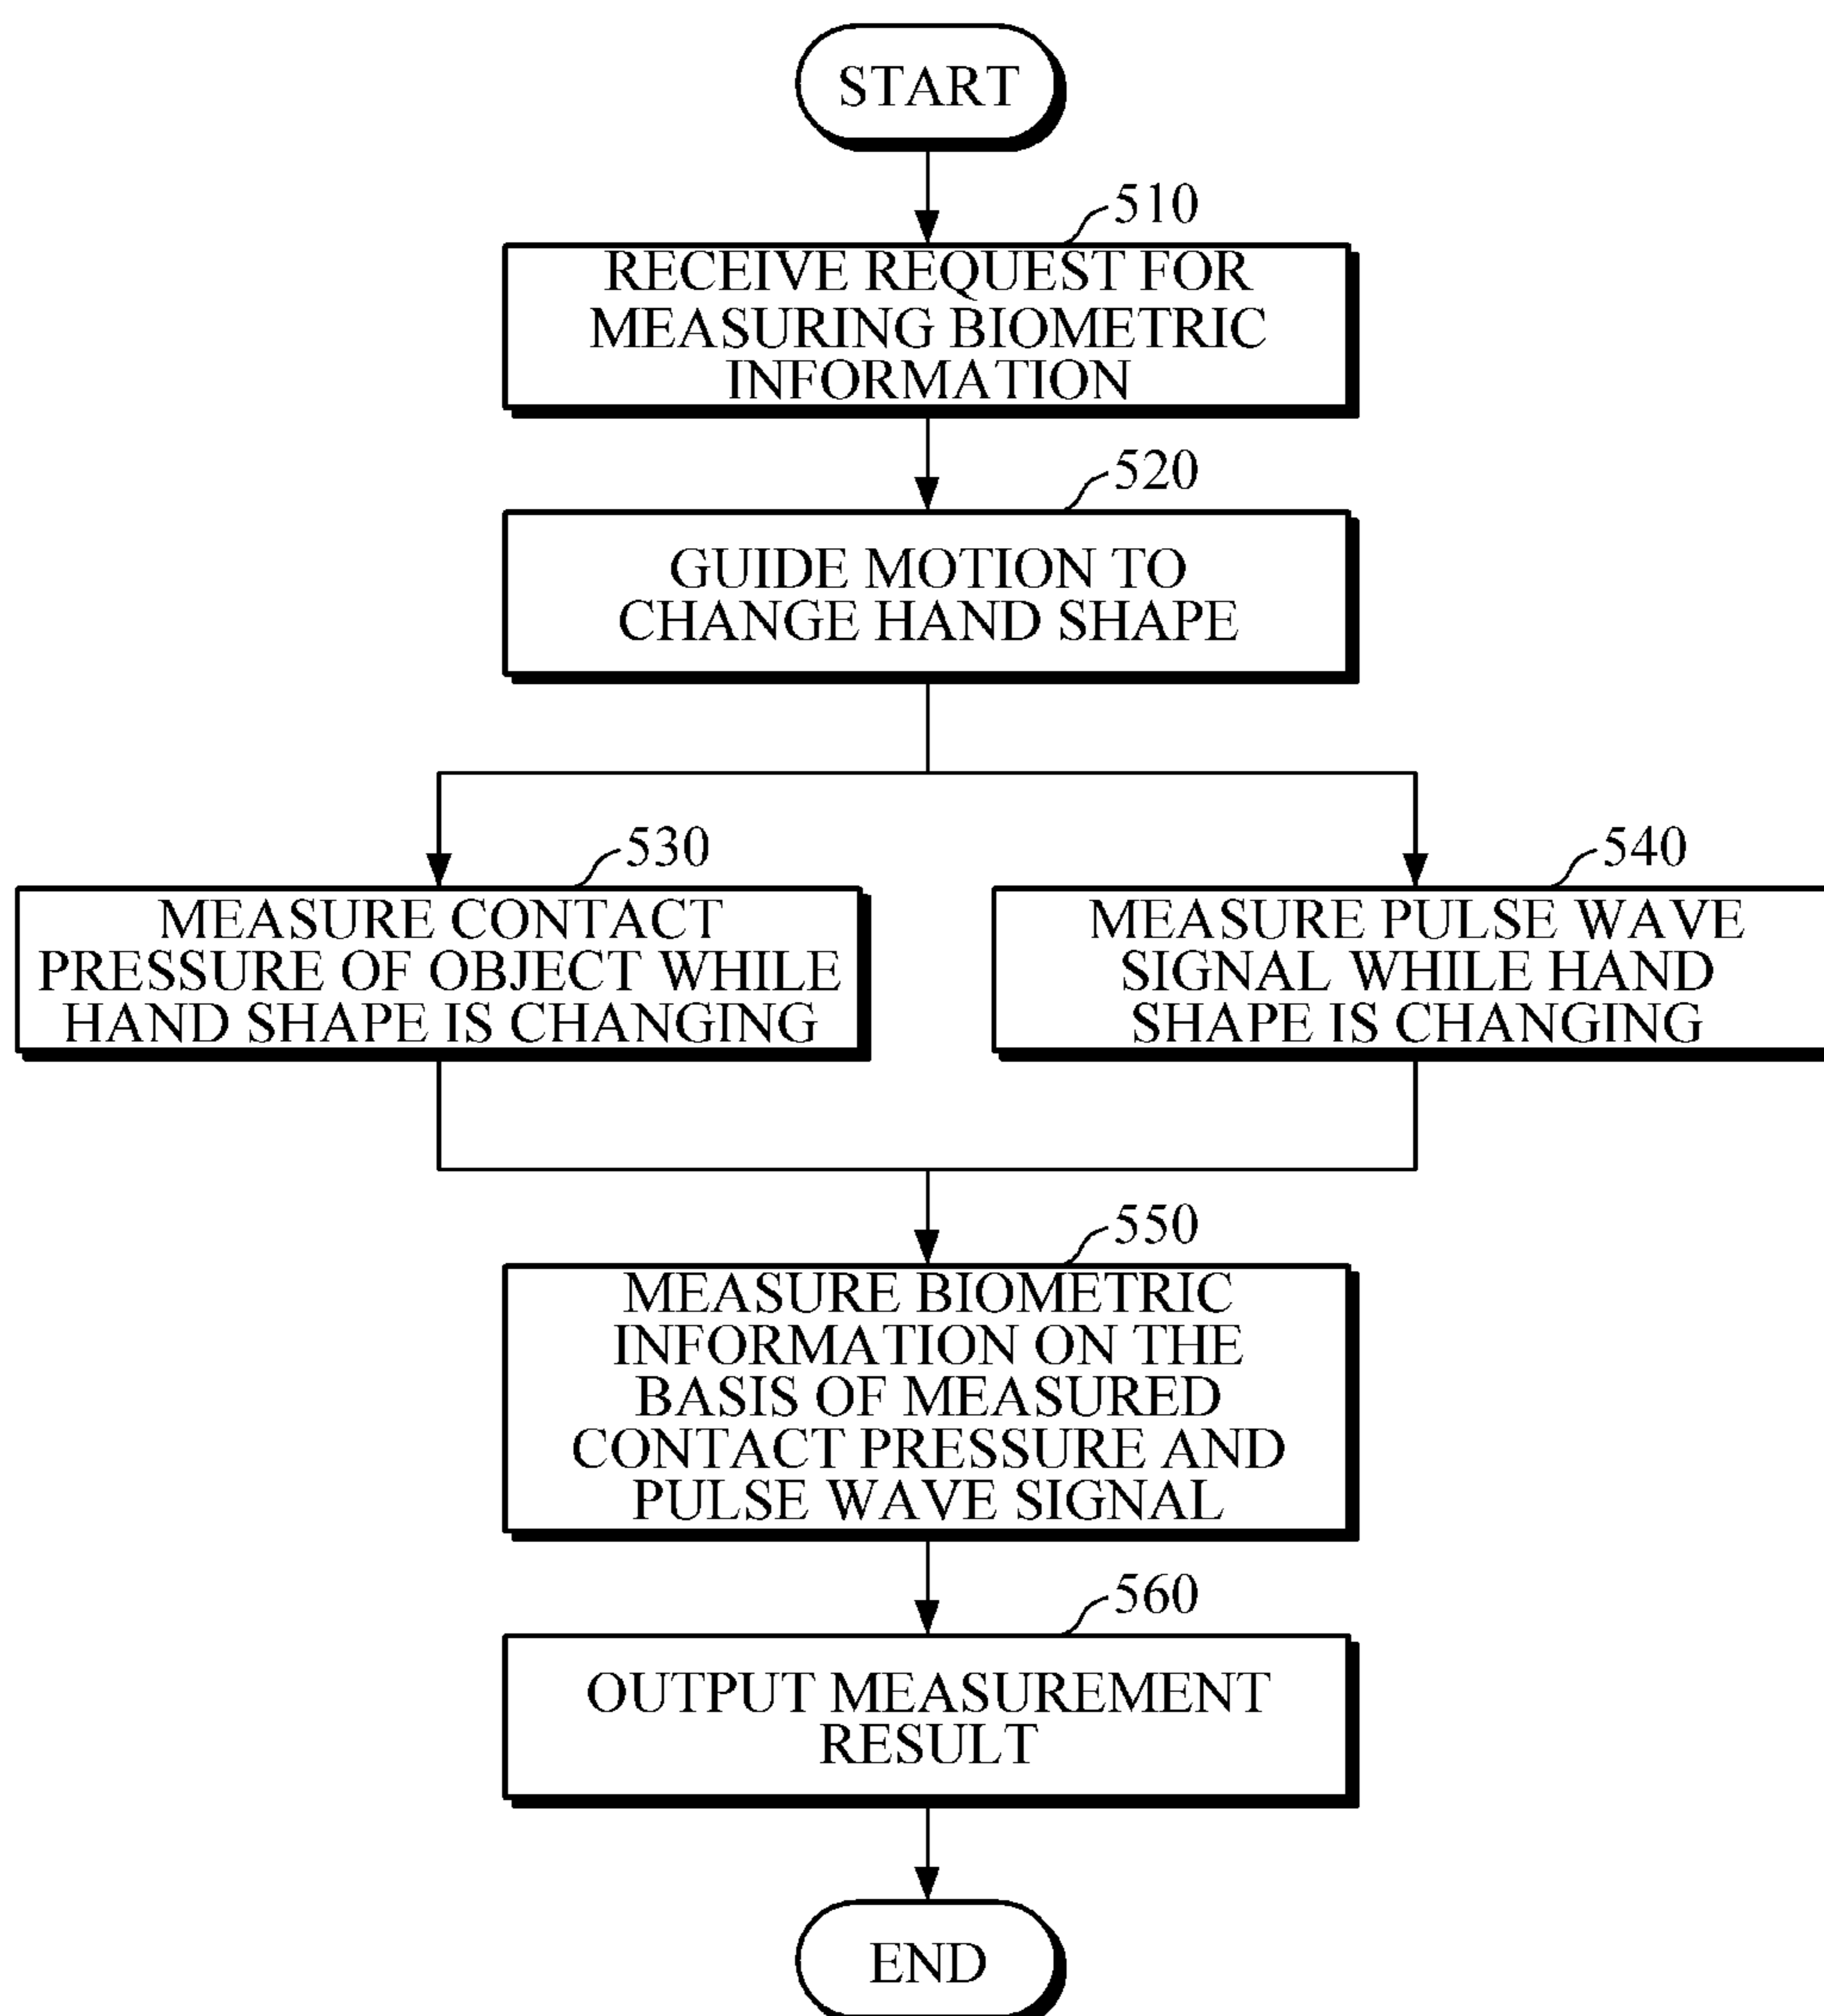 START
510
RECEIVE REQUEST FOR
MEASURING BIOMETRIC
INFORMATION
520
GUIDE MOTION TO
CHANGE HAND SHAPE
530
MEASURE CONTACT
PRESSURE OF OBJECT WHILE
HAND SHAPE IS CHANGING
540
MEASURE PULSE WAVE
SIGNAL WHILE HAND
SHAPE IS CHANGING
550
MEASURE BIOMETRIC
INFORMATION ON THE
BASIS OF MEASURED
CONTACT PRESSURE AND
PULSE WAVE SIGNAL
560
OUTPUT MEASUREMENT
RESULT
END